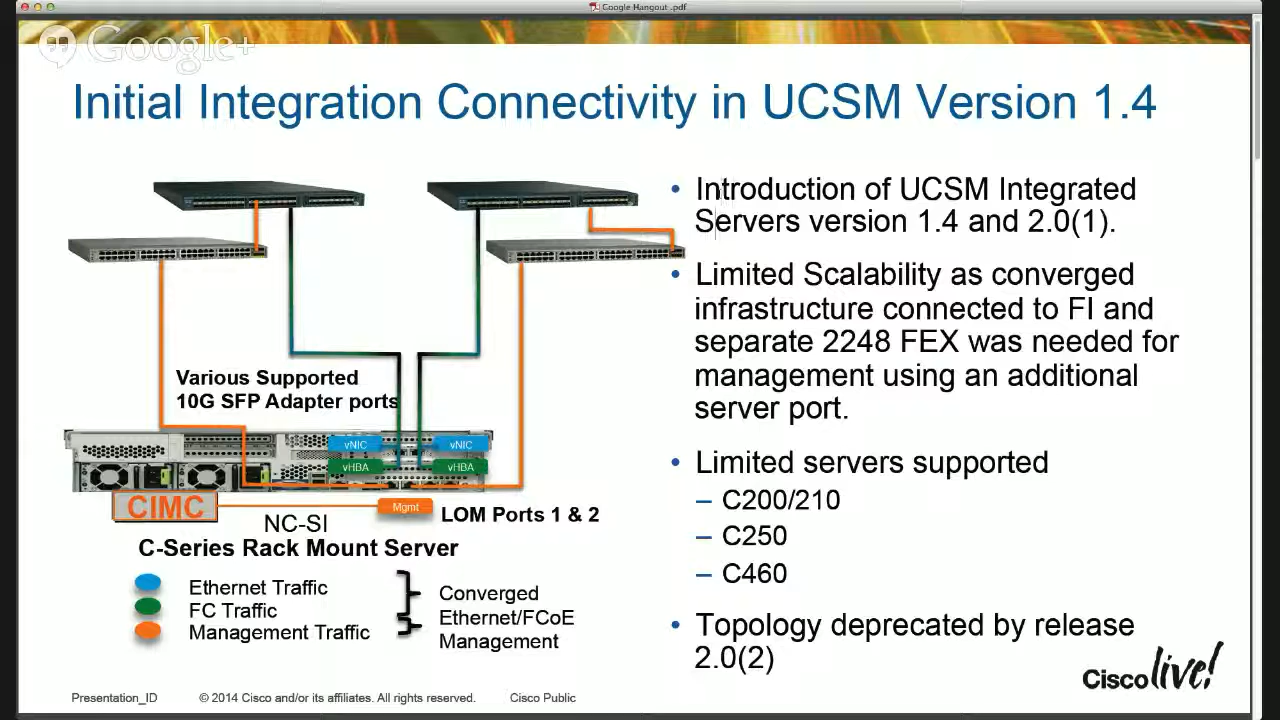 Google Hangout .pdf
Google+
Initial Integration Connectivity in UCSM Version 1.4
Various Supported
10G SFP Adapter ports
vNIC
vNIC
vHBA
vHBA
CIMC
Mgmt
NC-SI
LOM Ports 1 & 2
C-Series Rack Mount Server
Ethernet Traffic
FC Traffic
Management Traffic
Converged
Ethernet/FCoE
Management
• Introduction of UCSM Integrated
Servers version 1.4 and 2.0(1).
• Limited Scalability as converged
infrastructure connected to FI and
separate 2248 FEX was needed for
management using an additional
server port.
• Limited servers supported
– C200/210
– C250
– C460
• Topology deprecated by release
2.0(2)
Cisco live!
Presentation_ID
© 2014 Cisco and/or its affiliates. All rights reserved.
Cisco Public